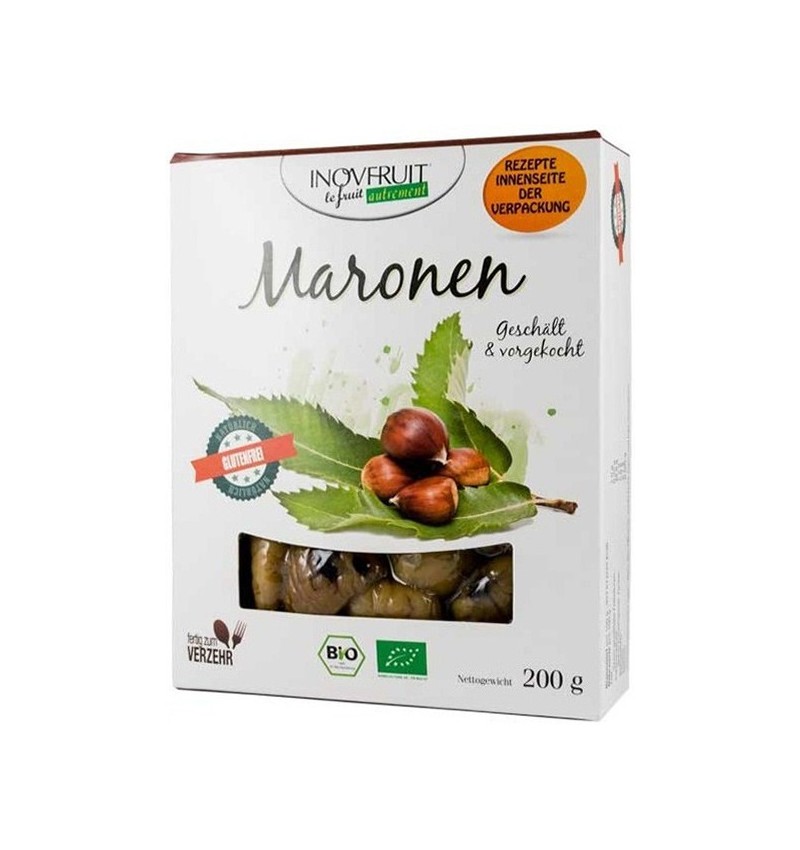 INOVFRUIT
le fruit autrement
REZEPTE
INNENSEITE
DER
VERPACKUNG
Maronen
Geschält
& vorgekocht
NATÜRLICH
GLUTENFREI
NATÜRLICH
fertig zum
VERZEHR
BIO
Nettogewicht 200 g